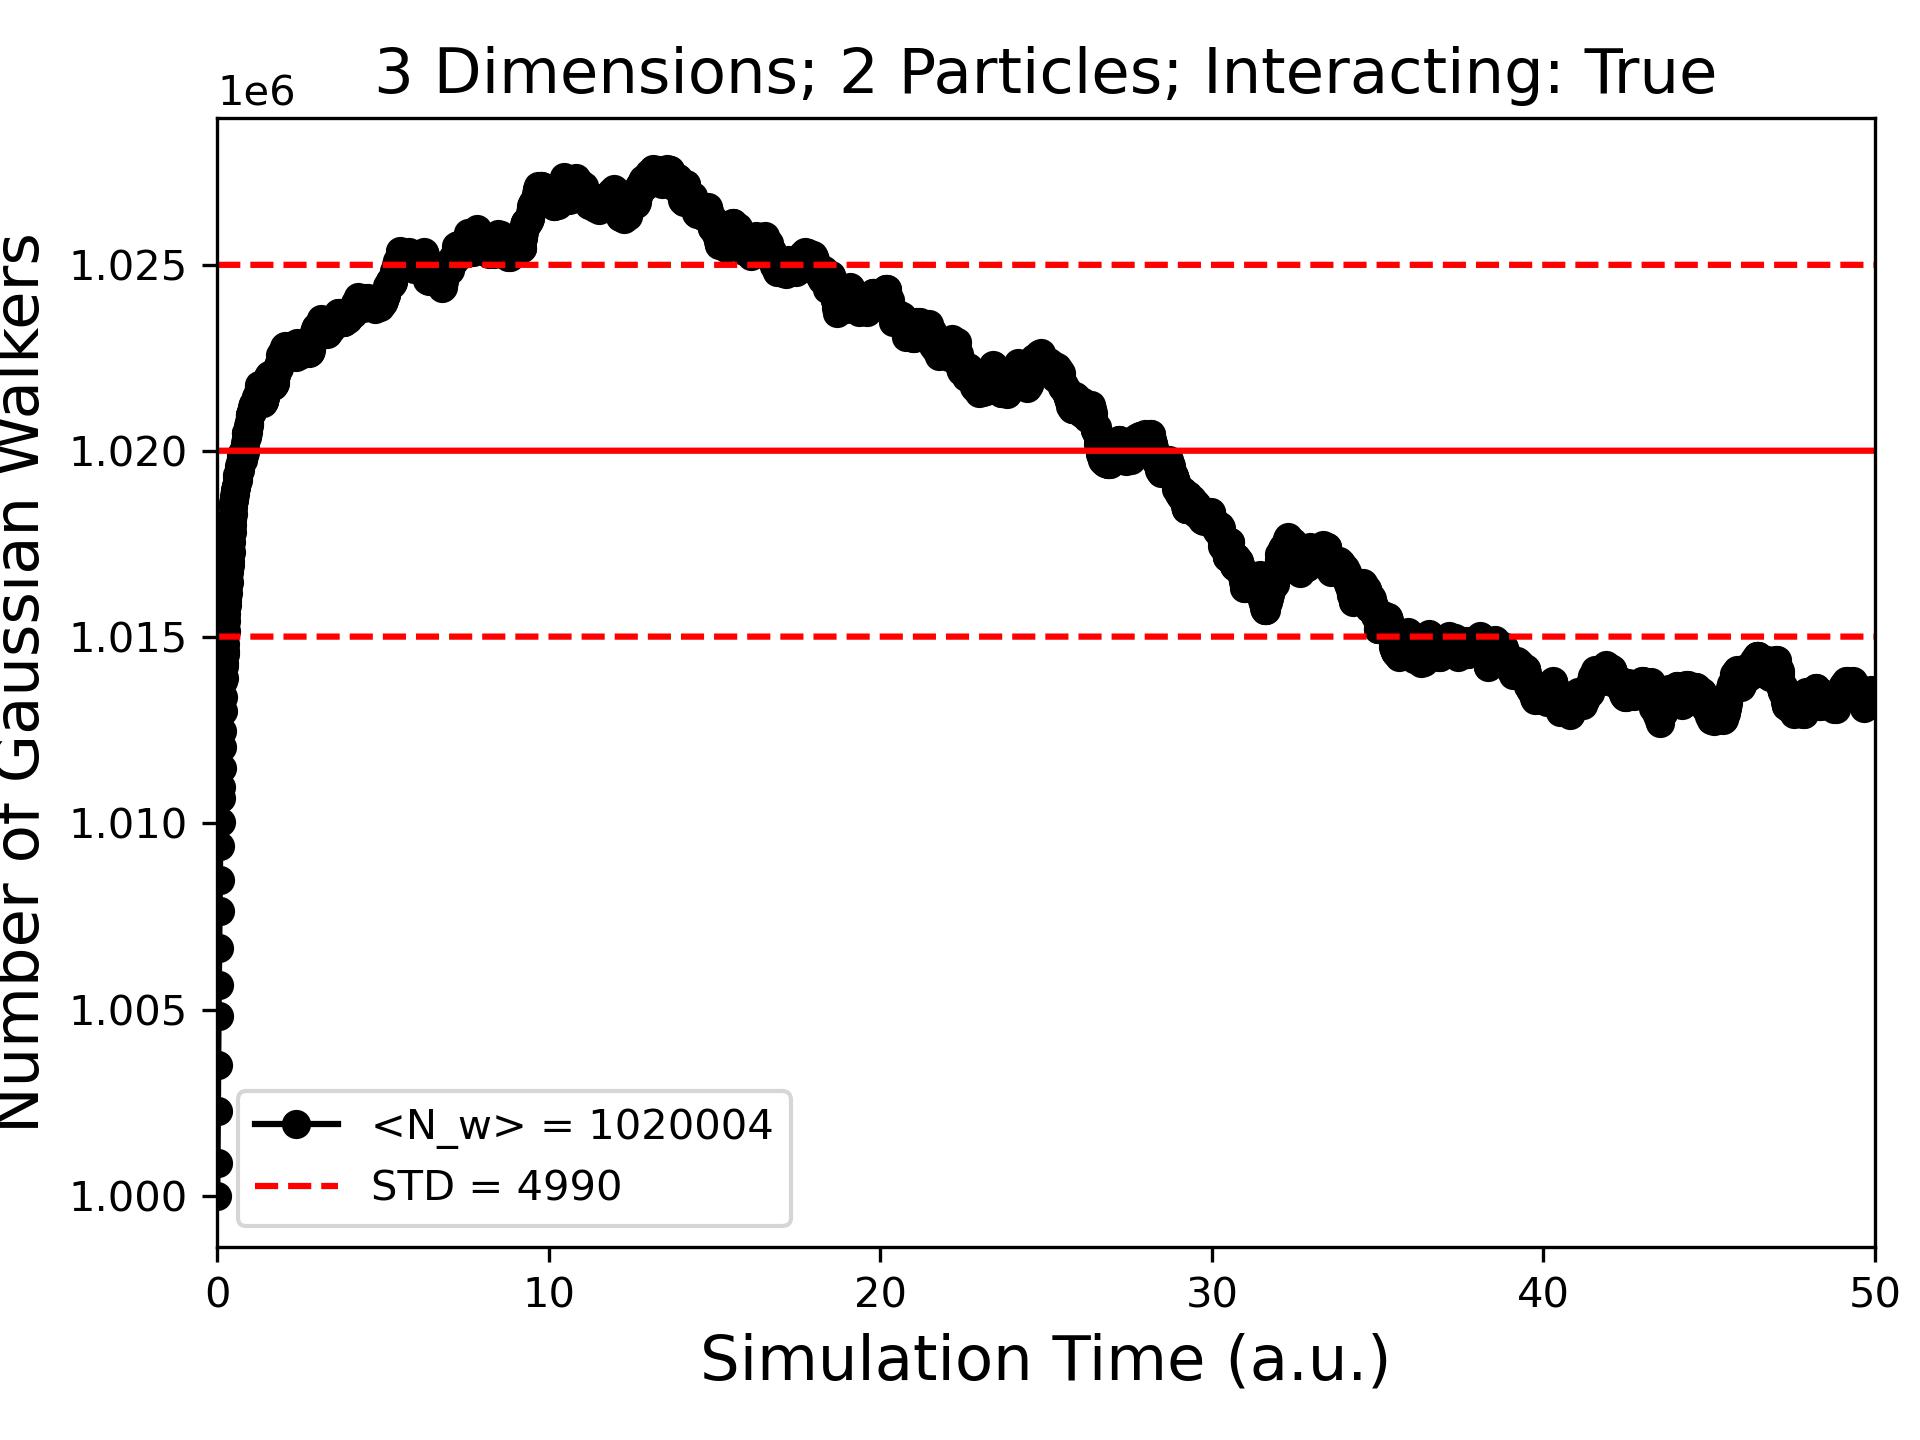 3 Dimensions; 2 Particles; Interacting: True
1e6
Number of Gaussian Walkers
1.025
1.020
1.015
1.010
1.005
1.000
<N_w> = 1020004
STD = 4990
0 10 20 30 40 50
Simulation Time (a.u.)